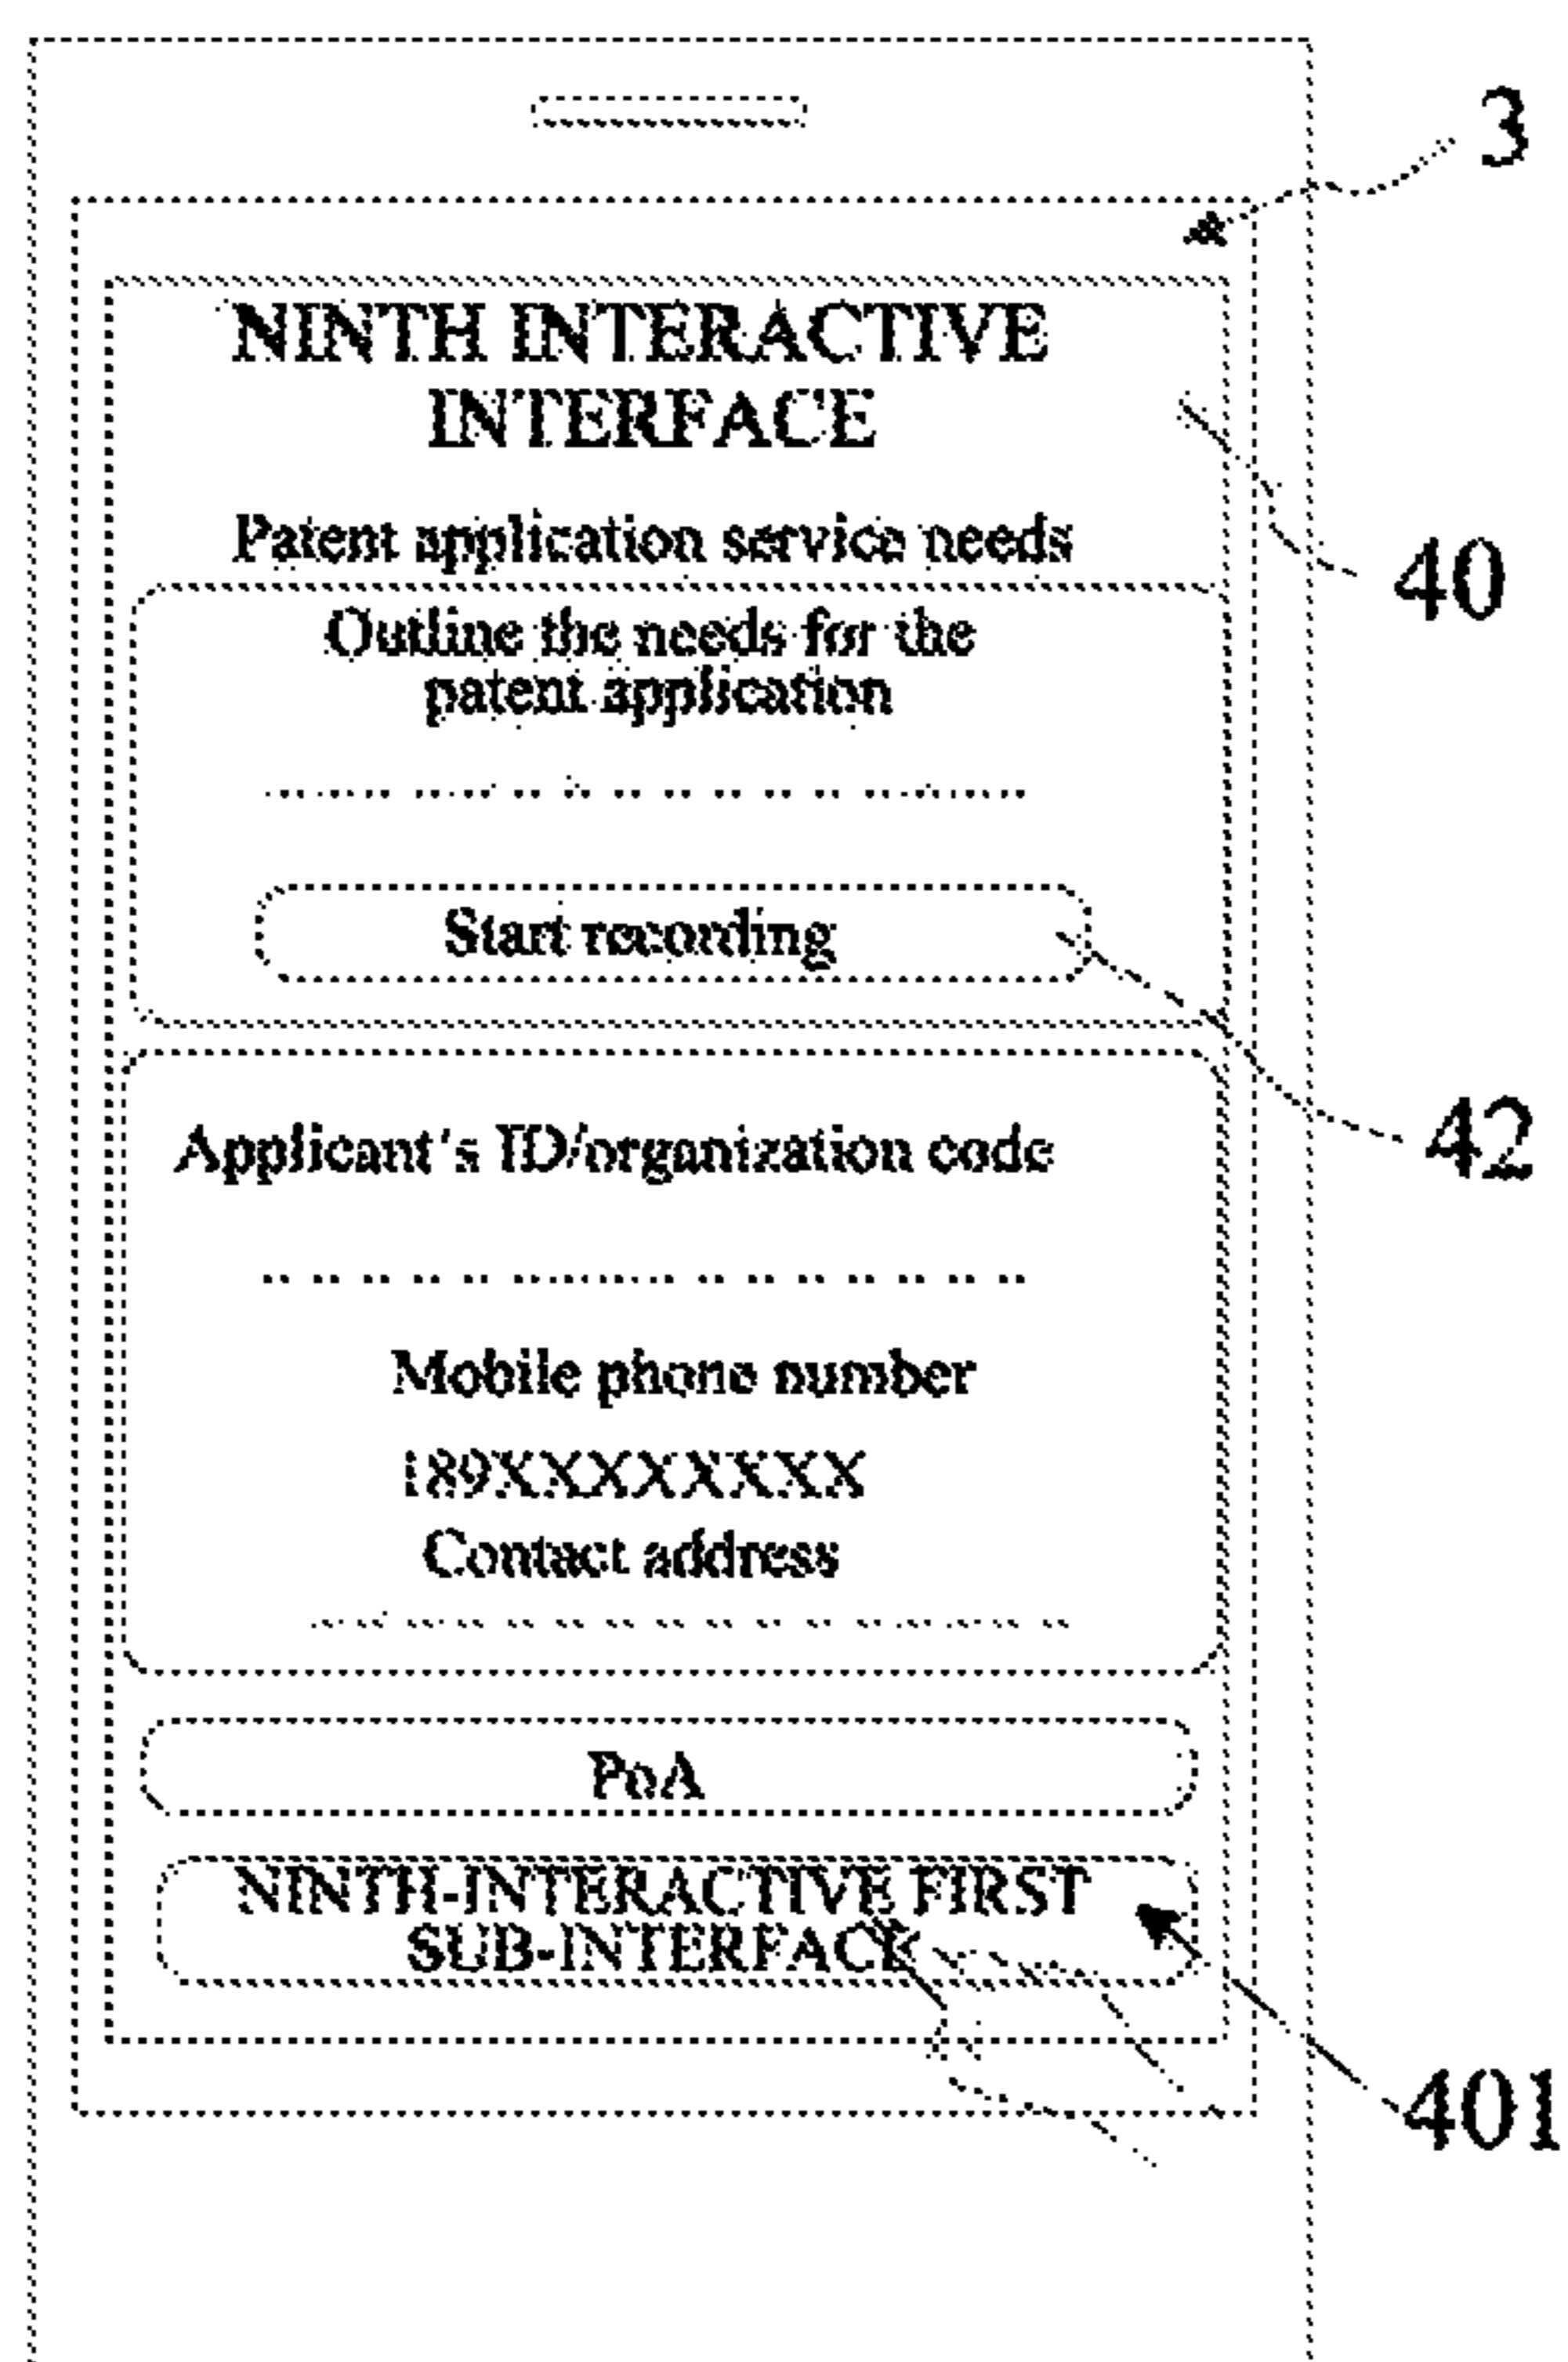 3
NINTH INTERACTIVE
INTERFACE
40
Patent application service needs
Outline the needs for the
patent application
Start recording
42
Applicant's ID/organization code
Mobile phone number
189XXXXXXXX
Contact address
PoA
NINTH-INTERACTIVE FIRST
SUB-INTERFACE
401